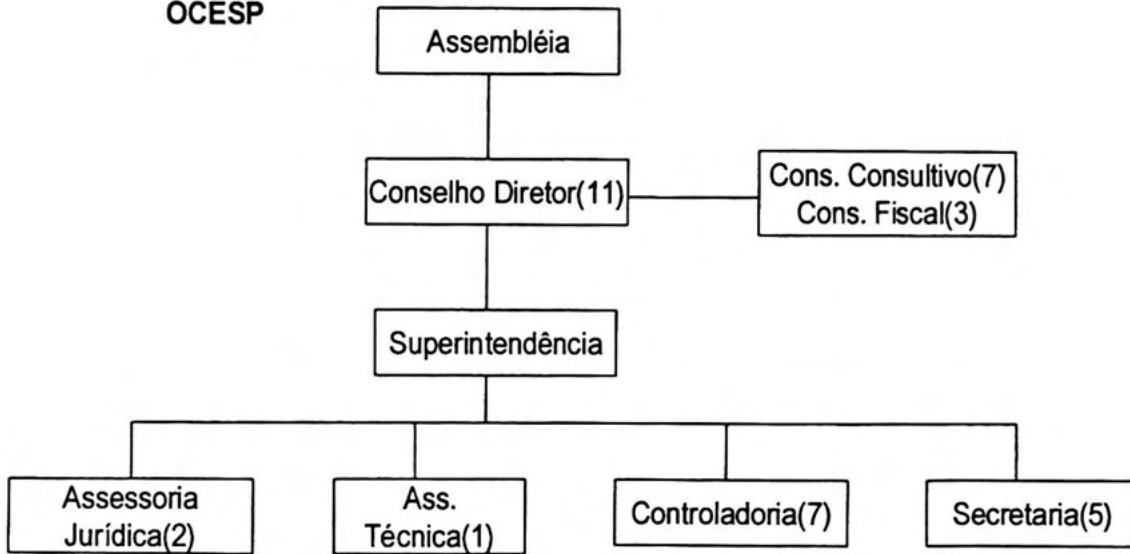 OCESP
Assembléia
Conselho Diretor(11)
Cons. Consultivo(7)
Cons. Fiscal(3)
Superintendência
Assessoria
Jurídica(2)
Ass.
Técnica(1)
Controladoria(7)
Secretaria(5)